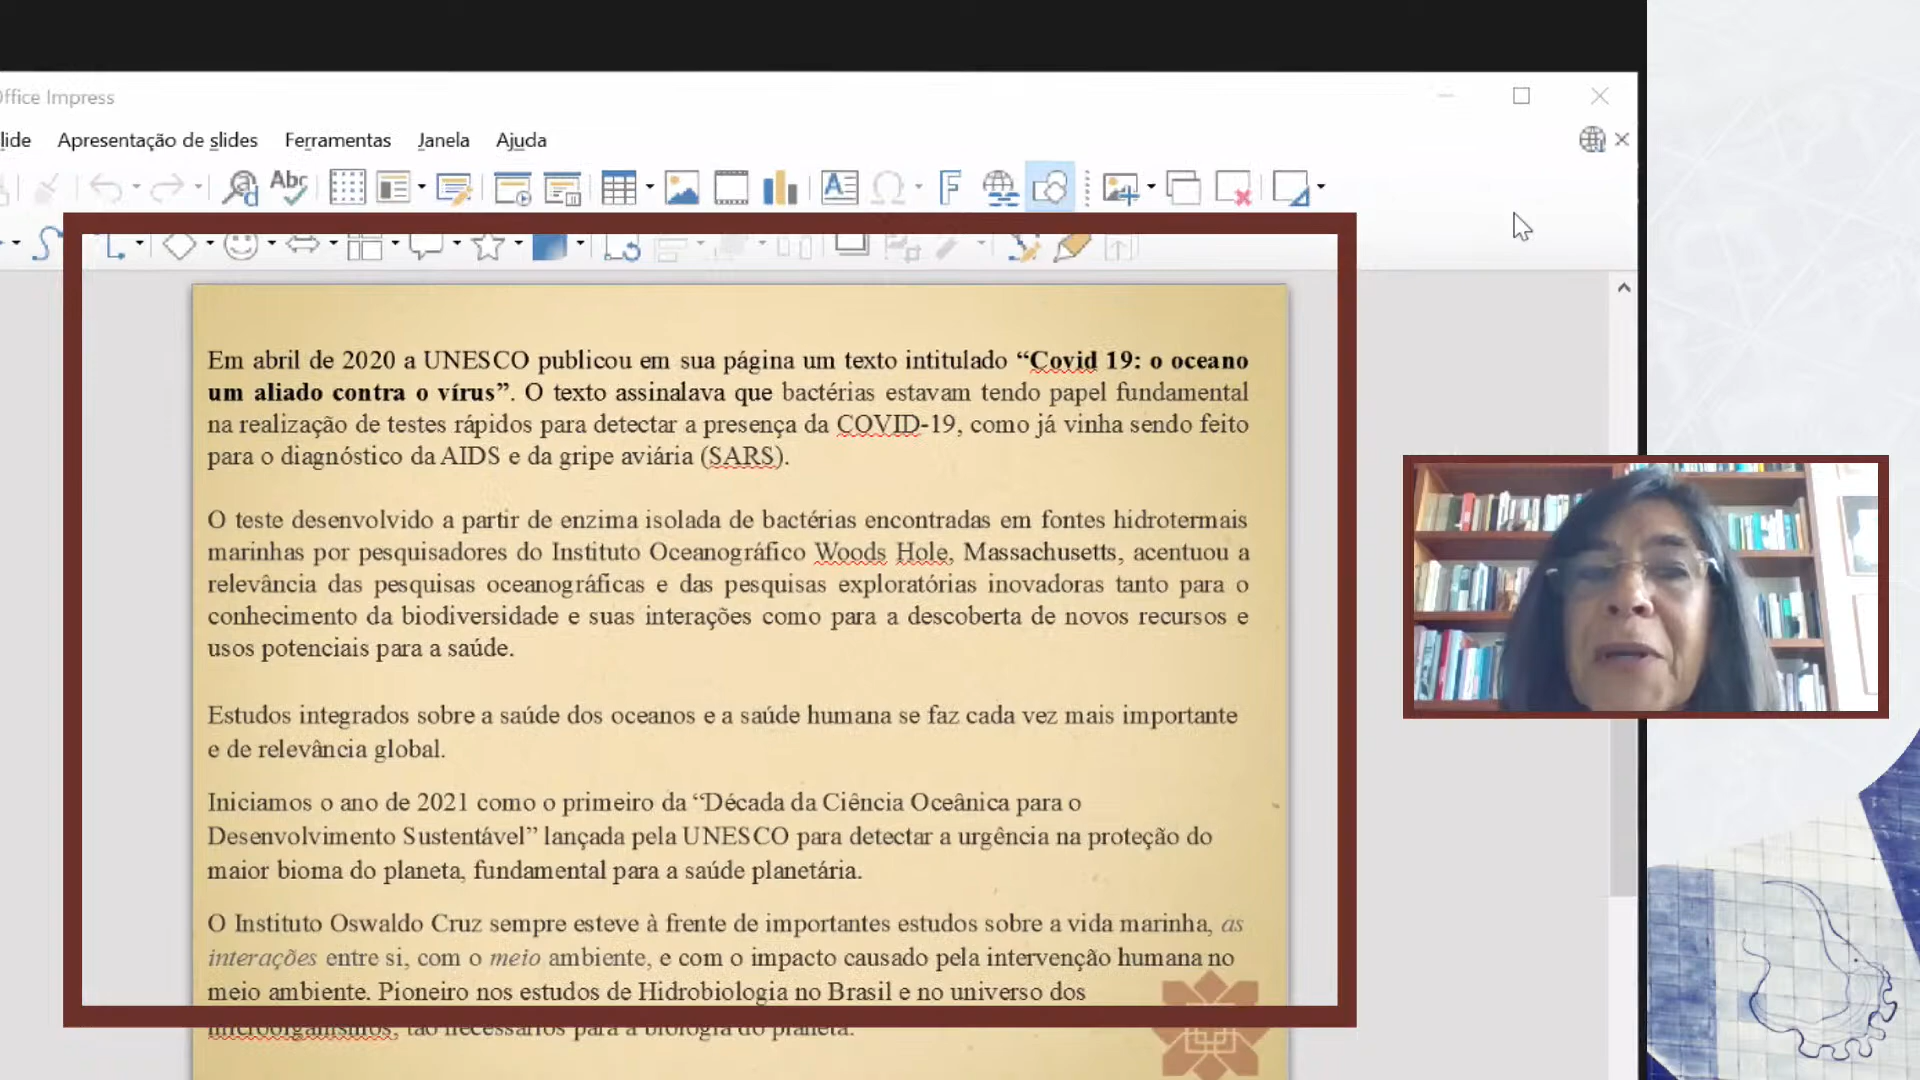 Office Impress
lide Apresentação de slides Ferramentas Janela Ajuda
Abc
Em abril de 2020 a UNESCO publicou em sua página um texto intitulado “Covid 19: o oceano
um aliado contra o vírus”. O texto assinalava que bactérias estavam tendo papel fundamental
na realização de testes rápidos para detectar a presença da COVID-19, como já vinha sendo feito
para o diagnóstico da AIDS e da gripe aviária (SARS).
O teste desenvolvido a partir de enzima isolada de bactérias encontradas em fontes hidrotermais
marinhas por pesquisadores do Instituto Oceanográfico Woods Hole, Massachusetts, acentuou a
relevância das pesquisas oceanográficas e das pesquisas exploratórias inovadoras tanto para o
conhecimento da biodiversidade e suas interações como para a descoberta de novos recursos e
usos potenciais para a saúde.
Estudos integrados sobre a saúde dos oceanos e a saúde humana se faz cada vez mais importante
e de relevância global.
Iniciamos o ano de 2021 como o primeiro da “Década da Ciência Oceânica para o
Desenvolvimento Sustentável” lançada pela UNESCO para detectar a urgência na proteção do
maior bioma do planeta, fundamental para a saúde planetária.
O Instituto Oswaldo Cruz sempre esteve à frente de importantes estudos sobre a vida marinha, as
interações entre si, com o meio ambiente, e com o impacto causado pela intervenção humana no
meio ambiente. Pioneiro nos estudos de Hidrobiologia no Brasil e no universo dos
microorganismos, tão necessários para a biologia do planeta.